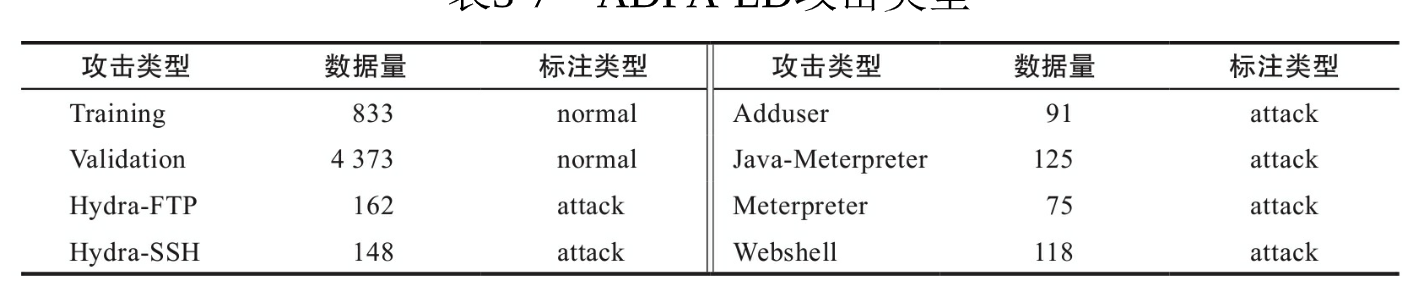 表3-7 ADFA-LD攻击类型
攻击类型 数据量 标注类型 攻击类型 数据量 标注类型
Training 833 normal Adduser 91 attack
Validation 4 373 normal Java-Meterpreter 125 attack
Hydra-FTP 162 attack Meterpreter 75 attack
Hydra-SSH 148 attack Webshell 118 attack